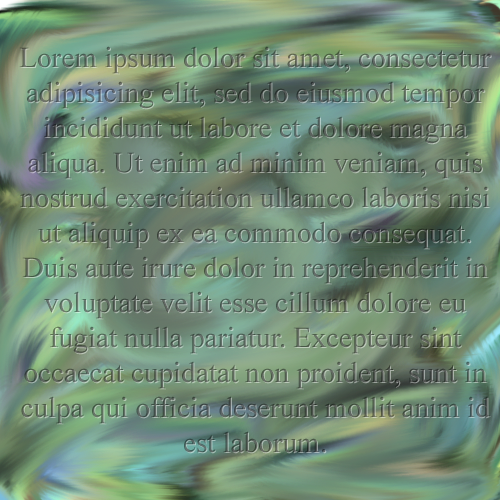 Lorem ipsum dolor sit amet, consectetur
adipisicing elit, sed do eiusmod tempor
incididunt ut labore et dolore magna
aliqua. Ut enim ad minim veniam, quis
nostrud exercitation ullamco laboris nisi
ut aliquip ex ea commodo consequat.
Duis aute irure dolor in reprehenderit in
voluptate velit esse cillum dolore eu
fugiat nulla pariatur. Excepteur sint
occaecat cupidatat non proident, sunt in
culpa qui officia deserunt mollit anim id
est laborum.